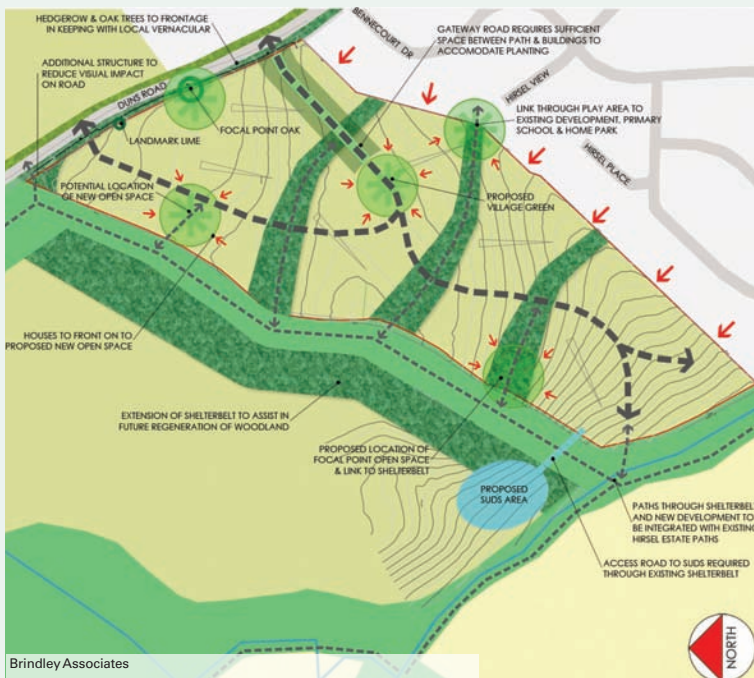 HEDGEROW & OAK TREES TO FRONTAGE
IN KEEPING WITH LOCAL VERNACULAR
BENNECOURT DR
GATEWAY ROAD REQUIRES SUFFICIENT
SPACE BETWEEN PATH & BUILDINGS TO
ACCOMODATE PLANTING
ADDITIONAL STRUCTURE TO
REDUCE VISUAL IMPACT
ON ROAD
DUNS ROAD
HIRSEL VIEW
LINK THROUGH PLAY AREA TO
EXISTING DEVELOPMENT, PRIMARY
SCHOOL & HOME PARK
FOCAL POINT OAK
LANDMARK LIME
HIRSEL PLACE
POTENTIAL LOCATION
OF NEW OPEN SPACE
PROPOSED
VILLAGE GREEN
HOUSES TO FRONT ON TO
PROPOSED NEW OPEN SPACE
EXTENSION OF SHELTERBELT TO ASSIST IN
FUTURE REGENERATION OF WOODLAND
PROPOSED LOCATION OF
FOCAL POINT OPEN SPACE
& LINK TO SHELTERBELT
PROPOSED
SUDS AREA
PATHS THROUGH SHELTERBELT
AND NEW DEVELOPMENT TO
BE INTEGRATED WITH EXISTING
HIRSEL ESTATE PATHS
ACCESS ROAD TO SUDS REQUIRED
THROUGH EXISTING SHELTERBELT
NORTH
Brindley Associates